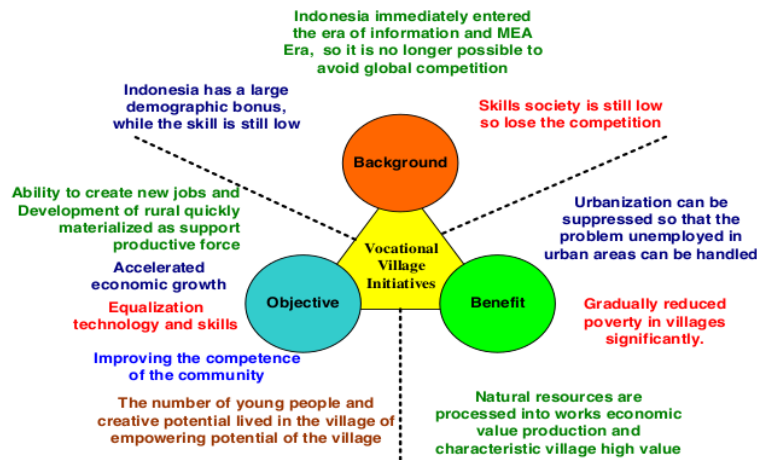 Indonesia immediately entered
the era of information and MEA
Era, so it is no longer possible to
avoid global competition
Indonesia has a large
demographic bonus,
while the skill is still low
Skills society is still low
so lose the competition
Background
Ability to create new jobs and
Development of rural quickly
materialized as support
productive force
Accelerated
economic growth
Equalization
technology and skills
Improving the competence
of the community
The number of young people and
creative potential lived in the village of
empowering potential of the village
Objective
Vocational
Village
Initiatives
Benefit
Urbanization can be
suppressed so that the
problem unemployed in
urban areas can be handled
Gradually reduced
poverty in villages
significantly.
Natural resources are
processed into works economic
value production and
characteristic village high value